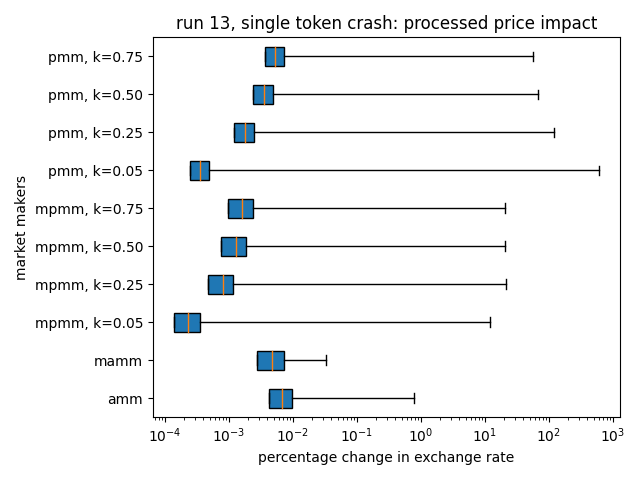 run 13, single token crash: processed price impact
pmm, k=0.75
pmm, k=0.50
pmm, k=0.25
pmm, k=0.05
mpmm, k=0.75
mpmm, k=0.50
mpmm, k=0.25
mpmm, k=0.05
mamm
amm
market makers
10⁻⁴ 10⁻³ 10⁻² 10⁻¹ 10⁰ 10¹ 10² 10³
percentage change in exchange rate